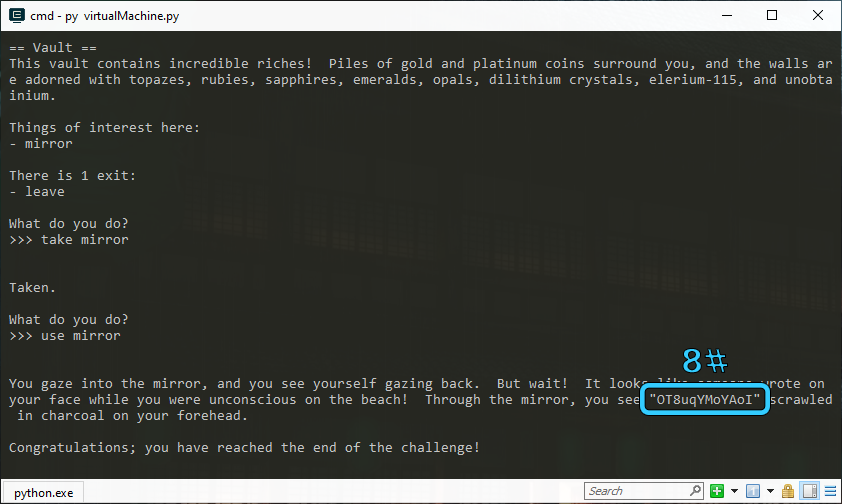 cmd - py virtualMachine.py
== Vault ==
This vault contains incredible riches!  Piles of gold and platinum coins surround you, and the walls ar
e adorned with topazes, rubies, sapphires, emeralds, opals, dilithium crystals, elerium-115, and unobta
inium.
Things of interest here:
- mirror
There is 1 exit:
- leave
What do you do?
>>> take mirror
Taken.
What do you do?
>>> use mirror
8#
You gaze into the mirror, and you see yourself gazing back.  But wait!  It looks like someone wrote on
your face while you were unconscious on the beach!  Through the mirror, you see "OT8uqYMoYAoI" scrawled
 in charcoal on your forehead.
Congratulations; you have reached the end of the challenge!
python.exe
Search
1